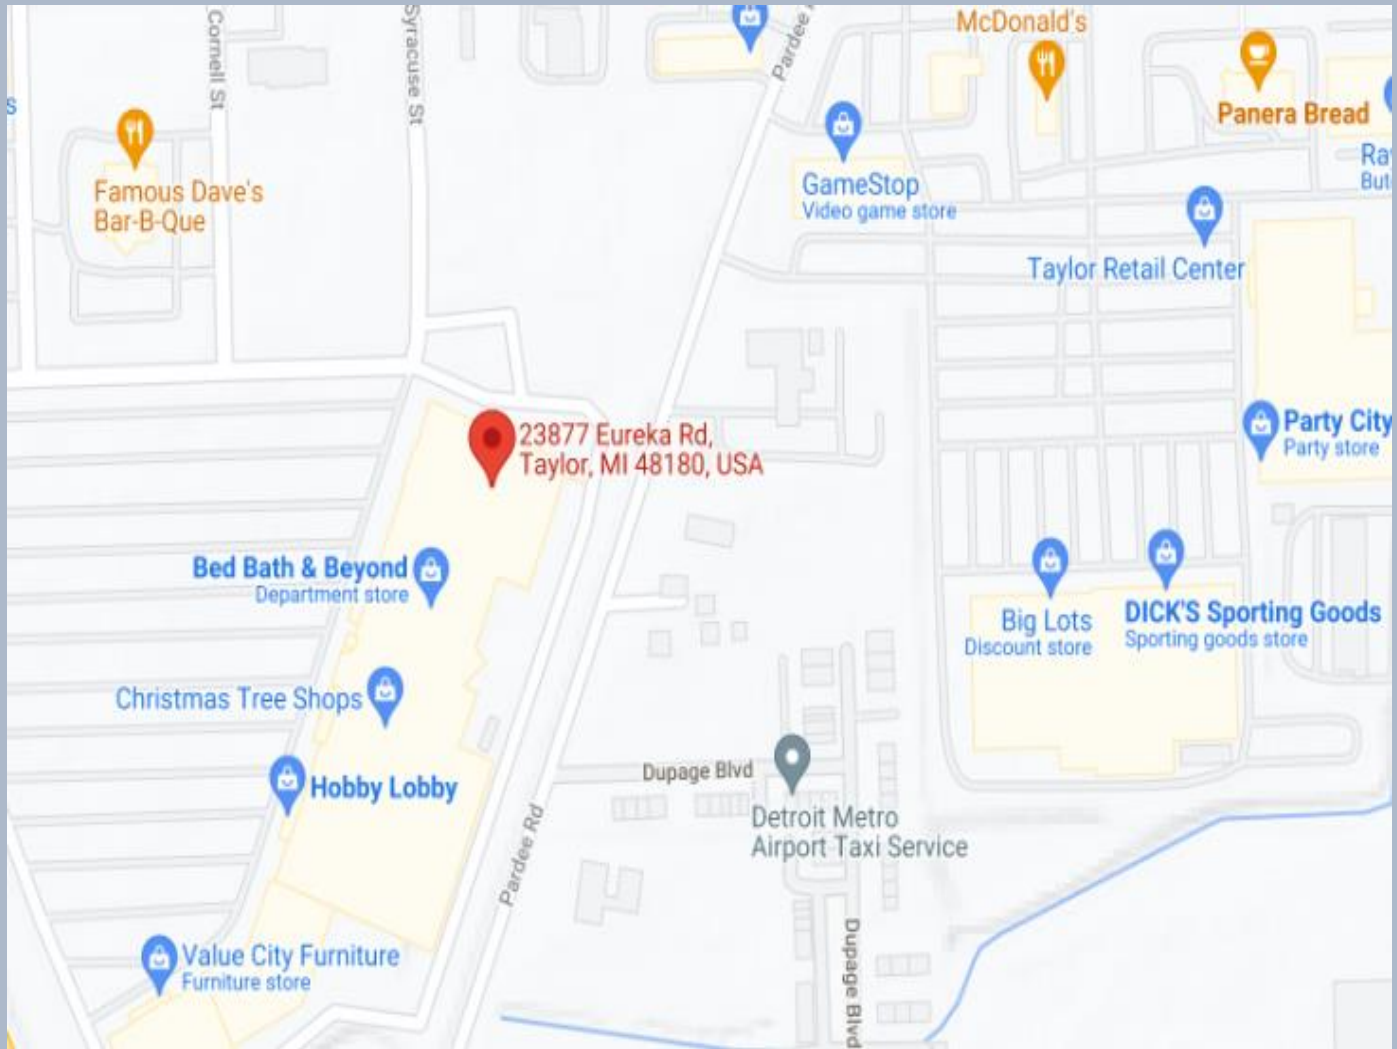 Cornell St
Syracuse St
Pardee
McDonald's
Panera Bread
s
Famous Dave's
Bar-B-Que
GameStop
Video game store
Ra
But
Taylor Retail Center
23877 Eureka Rd,
Taylor, MI 48180, USA
Party City
Party store
Bed Bath & Beyond
Department store
Big Lots
Discount store
DICK'S Sporting Goods
Sporting goods store
Christmas Tree Shops
Hobby Lobby
Dupage Blvd
Detroit Metro
Airport Taxi Service
Pardee Rd
Value City Furniture
Furniture store
Dupage Blvd